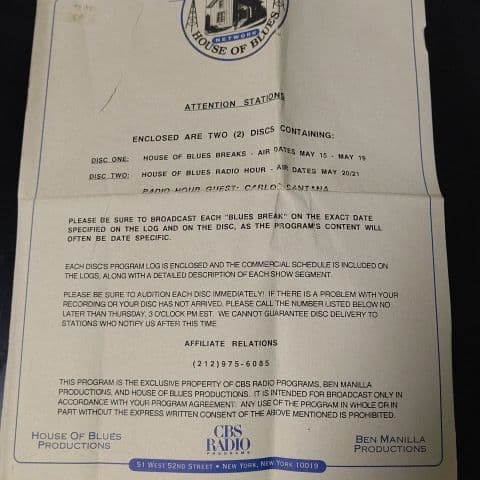 NETWORK
HOUSE OF BLUES
ATTENTION STATIONS
ENCLOSED ARE TWO (2) DISCS CONTAINING:
DISC ONE: HOUSE OF BLUES BREAKS - AIR DATES MAY 15 - MAY 19
DISC TWO: HOUSE OF BLUES RADIO HOUR - AIR DATES MAY 20/21
RADIO HOUR GUEST: CARLOS SANTANA
PLEASE BE SURE TO BROADCAST EACH "BLUES BREAK" ON THE EXACT DATE
SPECIFIED ON THE LOG AND ON THE DISC, AS THE PROGRAM'S CONTENT WILL
OFTEN BE DATE SPECIFIC.
EACH DISC'S PROGRAM LOG IS ENCLOSED AND THE COMMERCIAL SCHEDULE IS INCLUDED ON
THE LOGS, ALONG WITH A DETAILED DESCRIPTION OF EACH SHOW SEGMENT.
PLEASE BE SURE TO AUDITION EACH DISC IMMEDIATELY! IF THERE IS A PROBLEM WITH YOUR
RECORDING OR YOUR DISC HAS NOT ARRIVED, PLEASE CALL THE NUMBER LISTED BELOW NO
LATER THAN THURSDAY, 3 O'CLOCK PM EST. WE CANNOT GUARANTEE DISC DELIVERY TO
STATIONS WHO NOTIFY US AFTER THIS TIME
AFFILIATE RELATIONS
(212)975-6085
THIS PROGRAM IS THE EXCLUSIVE PROPERTY OF CBS RADIO PROGRAMS, BEN MANILLA
PRODUCTIONS, AND HOUSE OF BLUES PRODUCTIONS. IT IS INTENDED FOR BROADCAST ONLY IN
ACCORDANCE WITH YOUR PROGRAM AGREEMENT. ANY USE OF THE PROGRAM IN WHOLE OR IN
PART WITHOUT THE EXPRESS WRITTEN CONSENT OF THE ABOVE MENTIONED IS PROHIBITED.
HOUSE OF BLUES
PRODUCTIONS
CBS
RADIO
PROGRAMS
BEN MANILLA
PRODUCTIONS
51 WEST 52ND STREET • NEW YORK, NEW YORK 10019